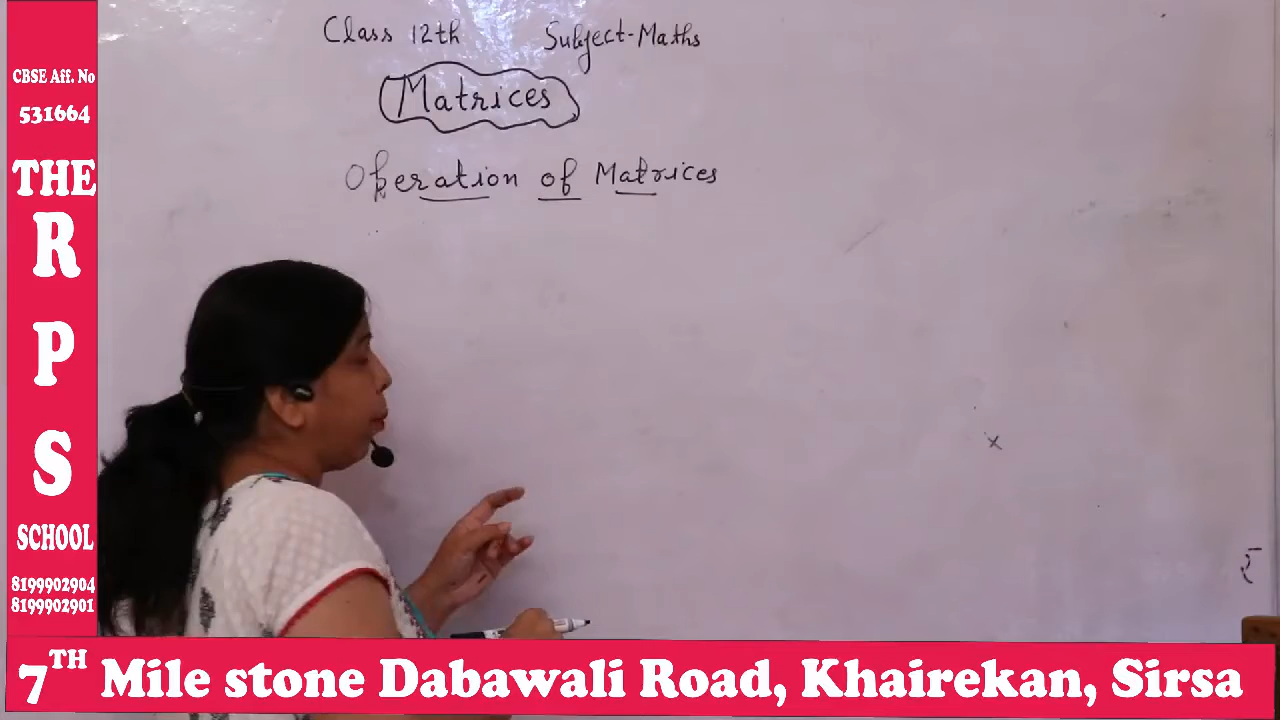 CBSE Aff. No
531664
THE
R
P
S
SCHOOL
8199902904
8199902901
Class 12th Subject-Maths
Matrices
Operation of Matrices
×
₹
7TH Mile stone Dabawali Road, Khairekan, Sirsa